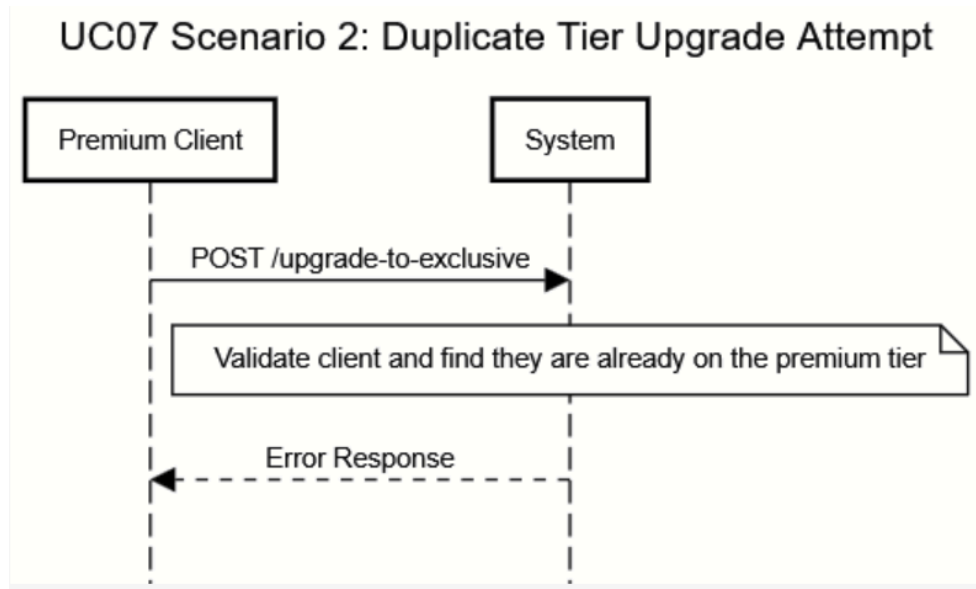 UC07 Scenario 2: Duplicate Tier Upgrade Attempt
Premium Client
System
POST /upgrade-to-exclusive
Validate client and find they are already on the premium tier
Error Response